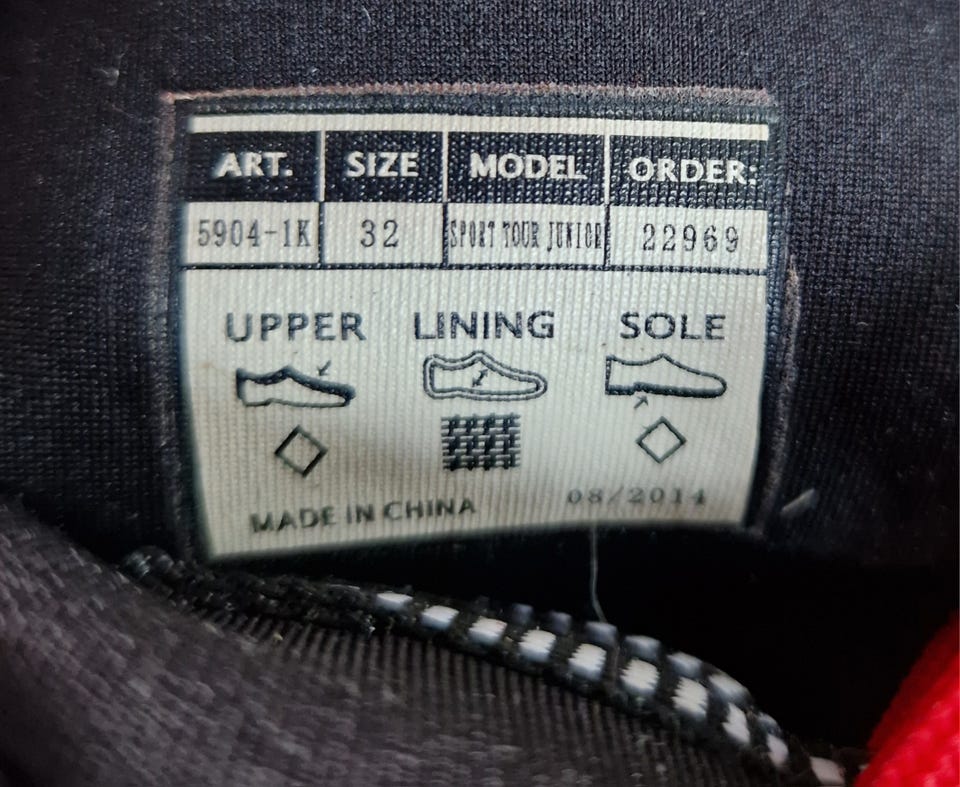 ART. SIZE MODEL ORDER:
5904-1K 32 SPORT TOUR JUNIOR 22969
UPPER LINING SOLE
MADE IN CHINA 08/2014